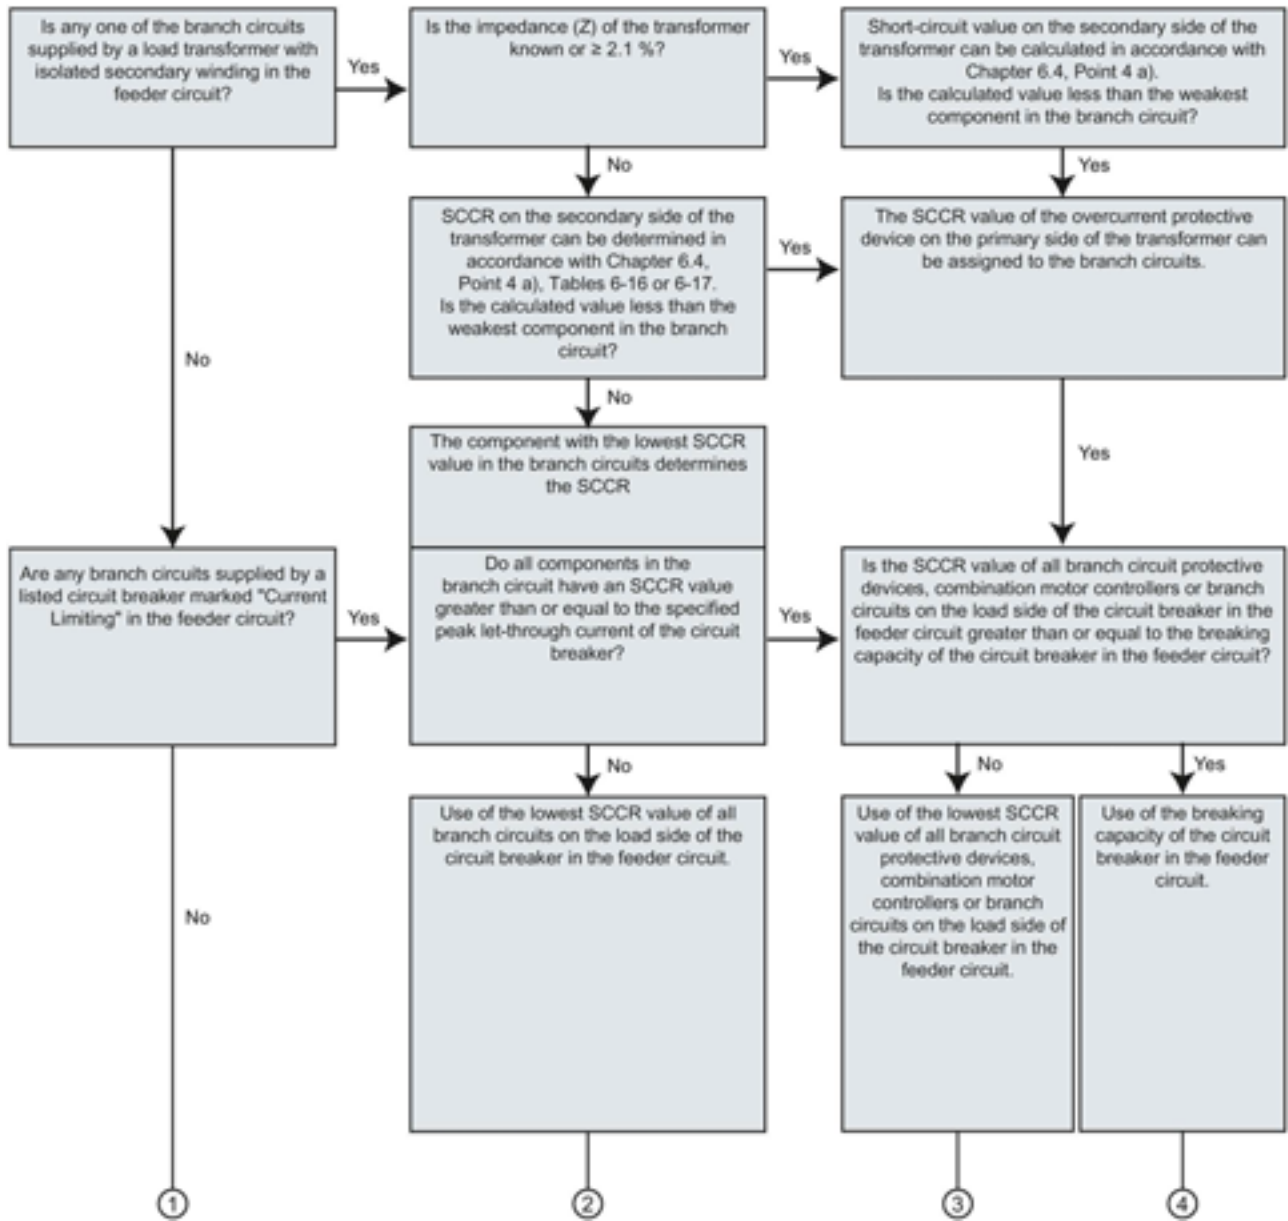 Is any one of the branch circuits
supplied by a load transformer with
isolated secondary winding in the
feeder circuit?
Yes
Is the impedance (Z) of the transformer
known or ≥ 2.1 %?
Yes
Short-circuit value on the secondary side of the
transformer can be calculated in accordance with
Chapter 6.4, Point 4 a).
Is the calculated value less than the weakest
component in the branch circuit?
No
Yes
SCCR on the secondary side of the
transformer can be determined in
accordance with Chapter 6.4,
Point 4 a), Tables 6-16 or 6-17.
Is the calculated value less than the
weakest component in the branch
circuit?
Yes
The SCCR value of the overcurrent protective
device on the primary side of the transformer can
be assigned to the branch circuits.
No
No
The component with the lowest SCCR
value in the branch circuits determines
the SCCR
Yes
Are any branch circuits supplied by a
listed circuit breaker marked "Current
Limiting" in the feeder circuit?
Yes
Do all components in the
branch circuit have an SCCR value
greater than or equal to the specified
peak let-through current of the circuit
breaker?
Yes
Is the SCCR value of all branch circuit protective
devices, combination motor controllers or branch
circuits on the load side of the circuit breaker in the
feeder circuit greater than or equal to the breaking
capacity of the circuit breaker in the feeder circuit?
No
No
Yes
Use of the lowest SCCR value of all
branch circuits on the load side of the
circuit breaker in the feeder circuit.
Use of the lowest SCCR
value of all branch circuit
protective devices,
combination motor
controllers or branch
circuits on the load side of
the circuit breaker in the
feeder circuit.
Use of the breaking
capacity of the circuit
breaker in the feeder
circuit.
No
1
2
3
4